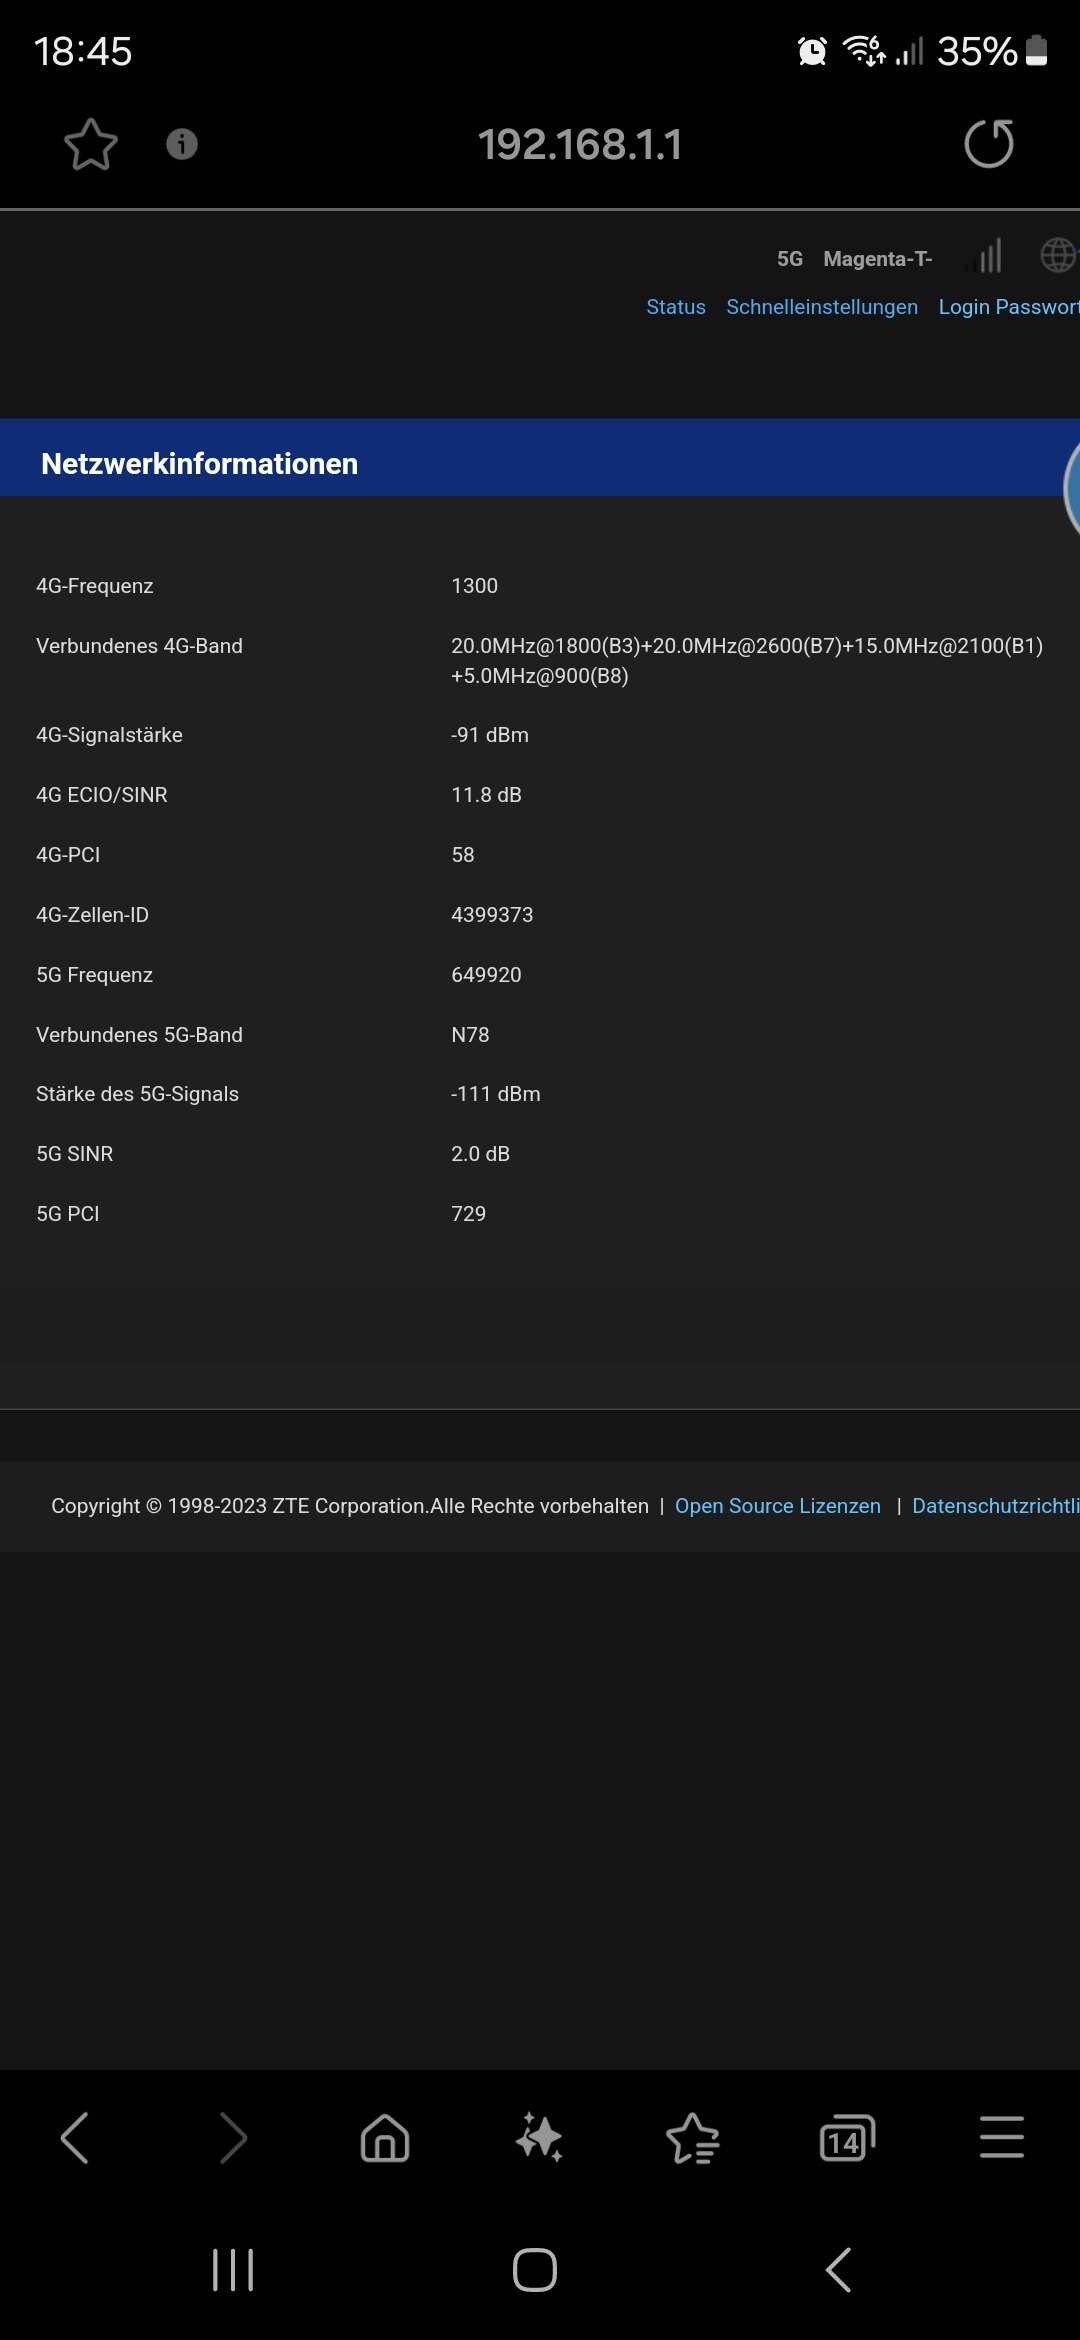 18:45
6
35%
192.168.1.1
5G Magenta-T-
Status Schnelleinstellungen Login Passwort
Netzwerkinformationen
4G-Frequenz 1300
Verbundenes 4G-Band 20.0MHz@1800(B3)+20.0MHz@2600(B7)+15.0MHz@2100(B1)
+5.0MHz@900(B8)
4G-Signalstärke -91 dBm
4G ECIO/SINR 11.8 dB
4G-PCI 58
4G-Zellen-ID 4399373
5G Frequenz 649920
Verbundenes 5G-Band N78
Stärke des 5G-Signals -111 dBm
5G SINR 2.0 dB
5G PCI 729
Copyright © 1998-2023 ZTE Corporation.Alle Rechte vorbehalten | Open Source Lizenzen | Datenschutzrichtli
14